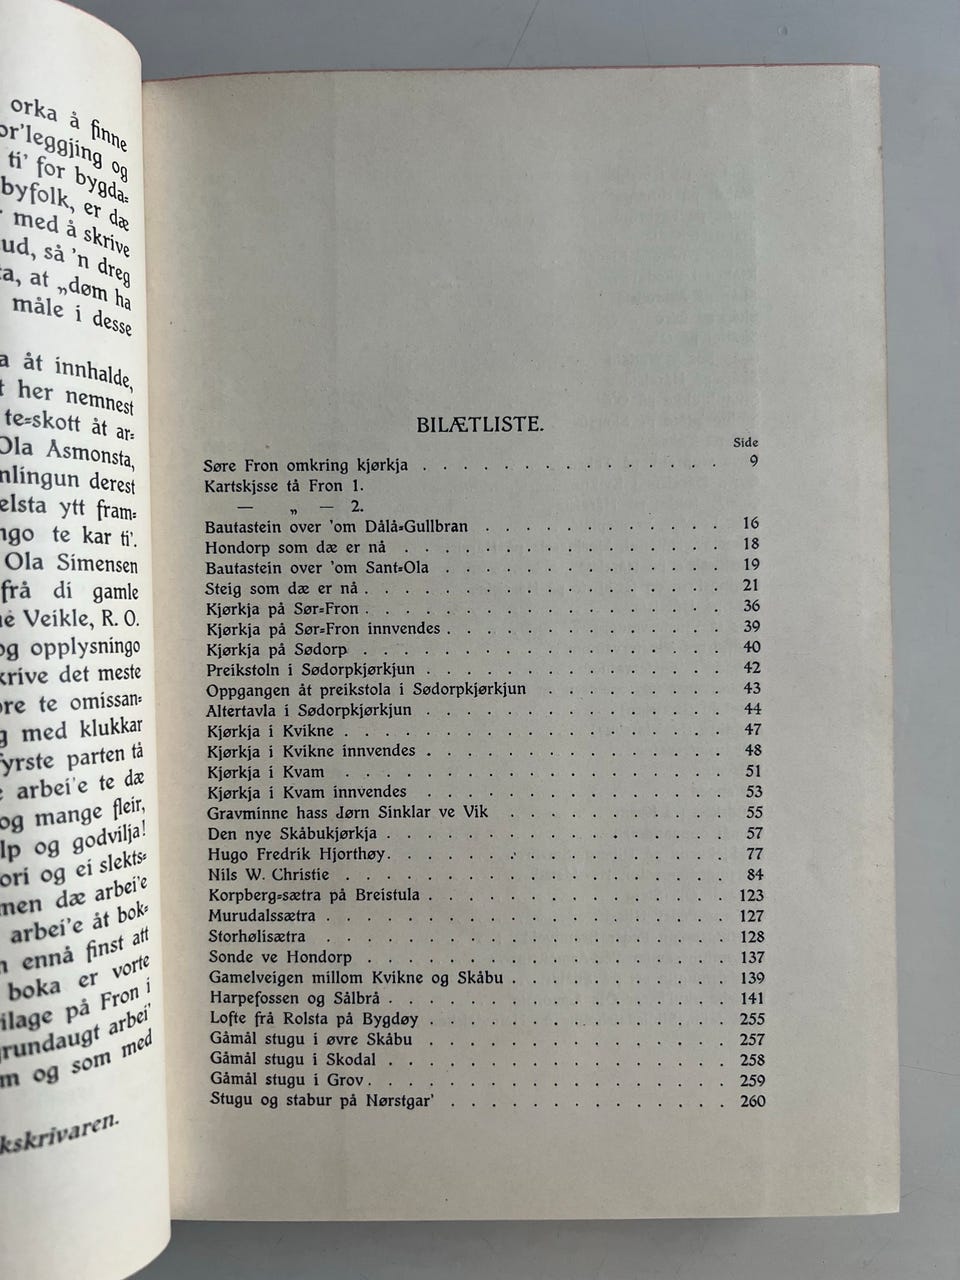 orka å finne
or'leggjing og
ti' for bygda=
byfolk, er dæ
med å skrive
ud, så 'n dreg
ta, at „døm ha
måle i desse
a åt innhalde,
her nemnest
te=skott åt ar=
Ola Asmonsta,
nlingun derest
elsta ytt fram=
ngo te kar ti'.
Ola Simensen
frå di gamle
Veikle, R. O.
og opplysningo
krive det meste
ore te omissan=
g med klukkar
fyrste parten tå
arbei'e te dæ
og mange fleir,
lp og godvilja!
ori og ei slekts=
men dæ arbei'e
arbei'e åt bok=
ennå finst att
boka er vorte
ilage på Fron i
grundaugt arbei'
m og som med
kskrivaren.
BILÆTLISTE.
Side
Søre Fron omkring kjørkja . . . . . . . . . . . . . . . 9
Kartskjsse tå Fron 1.
— „ — 2.
Bautastein over 'om Dålå=Gullbran . . . . . . . . . . . . 16
Hondorp som dæ er nå . . . . . . . . . . . . . . . . 18
Bautastein over 'om Sant=Ola . . . . . . . . . . . . . . 19
Steig som dæ er nå . . . . . . . . . . . . . . . . . 21
Kjørkja på Sør=Fron . . . . . . . . . . . . . . . . . 36
Kjørkja på Sør=Fron innvendes . . . . . . . . . . . . . 39
Kjørkja på Sødorp . . . . . . . . . . . . . . . . . . 40
Preikstoln i Sødorpkjørkjun . . . . . . . . . . . . . . 42
Oppgangen åt preikstola i Sødorpkjørkjun . . . . . . . . . 43
Altertavla i Sødorpkjørkjun . . . . . . . . . . . . . . 44
Kjørkja i Kvikne . . . . . . . . . . . . . . . . . . 47
Kjørkja i Kvikne innvendes . . . . . . . . . . . . . . 48
Kjørkja i Kvam . . . . . . . . . . . . . . . . . . 51
Kjørkja i Kvam innvendes . . . . . . . . . . . . . . 53
Gravminne hass Jørn Sinklar ve Vik . . . . . . . . . . . 55
Den nye Skåbukjørkja . . . . . . . . . . . . . . . . 57
Hugo Fredrik Hjorthøy. . . . . . . . . . . . . . . . 77
Nils W. Christie . . . . . . . . . . . . . . . . . . 84
Korpberg=sætra på Breistula . . . . . . . . . . . . . . 123
Murudalssætra . . . . . . . . . . . . . . . . . . . 127
Storhølisætra . . . . . . . . . . . . . . . . . . . 128
Sonde ve Hondorp . . . . . . . . . . . . . . . . . 137
Gamelveigen millom Kvikne og Skåbu . . . . . . . . . . . 139
Harpefossen og Sålbrå . . . . . . . . . . . . . . . . 141
Lofte frå Rolsta på Bygdøy . . . . . . . . . . . . . . 255
Gåmål stugu i øvre Skåbu . . . . . . . . . . . . . . . 257
Gåmål stugu i Skodal . . . . . . . . . . . . . . . . 258
Gåmål stugu i Grov . . . . . . . . . . . . . . . . . 259
Stugu og stabur på Nørstgar' . . . . . . . . . . . . . . 260